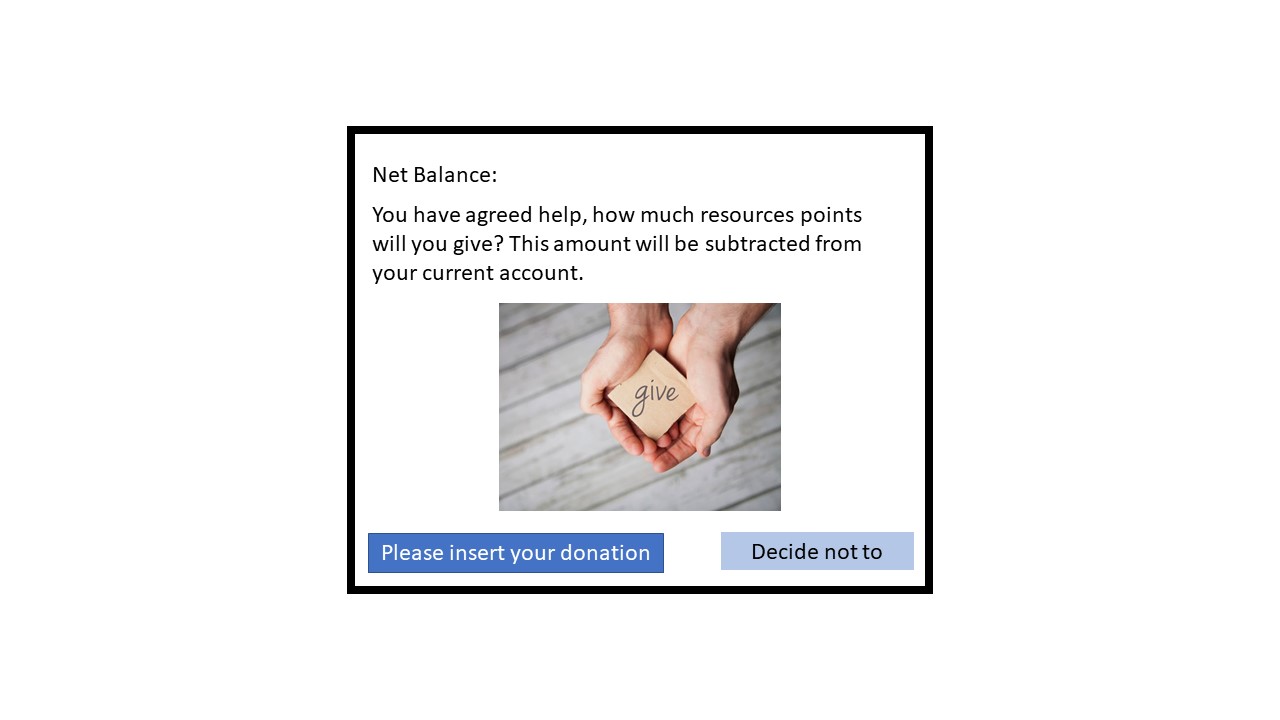 Net Balance:
You have agreed help, how much resources points
will you give? This amount will be subtracted from
your current account.
give
Please insert your donation
Decide not to